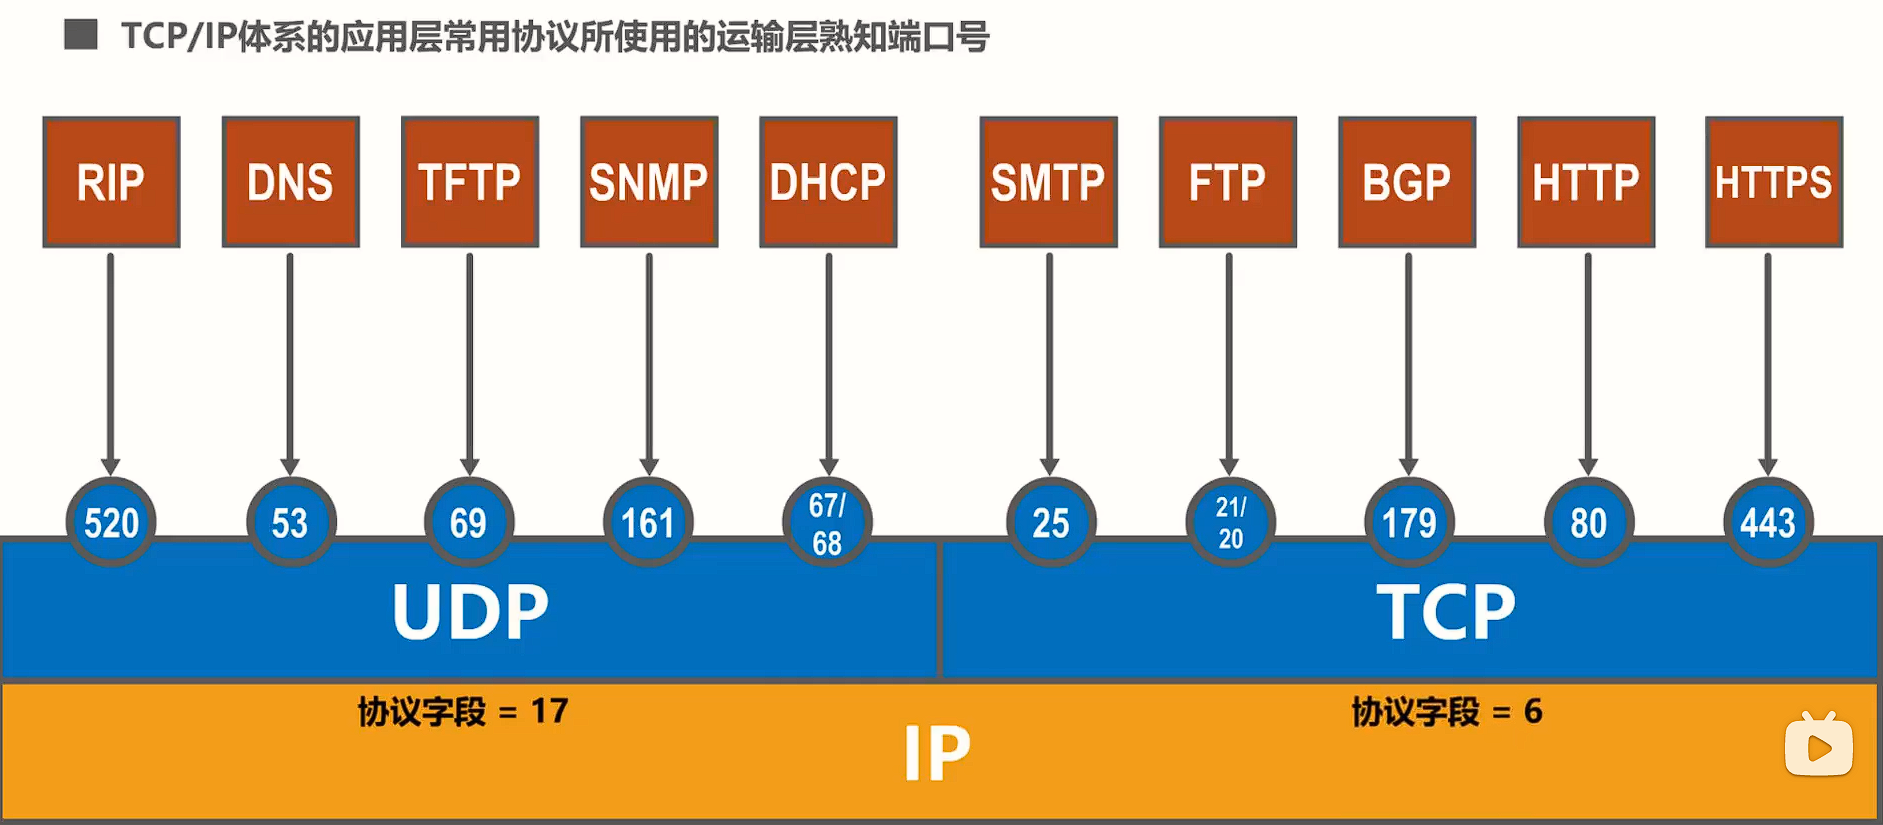 TCP/IP体系的应用层常用协议所使用的运输层熟知端口号
RIP
DNS
TFTP
SNMP
DHCP
SMTP
FTP
BGP
HTTP
HTTPS
520
53
69
161
67/
68
25
21/
20
179
80
443
UDP
TCP
协议字段 = 17
协议字段 = 6
IP